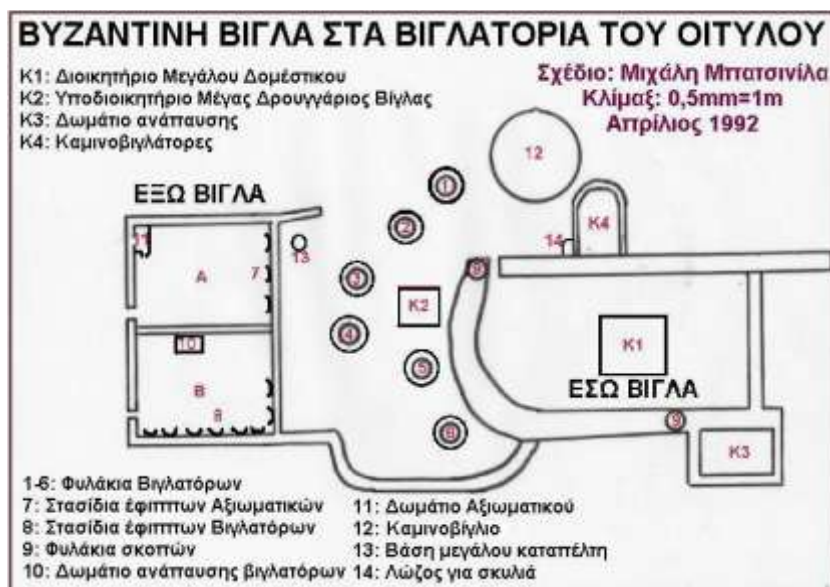 ΒΥΖΑΝΤΙΝΗ ΒΙΓΛΑ ΣΤΑ ΒΙΓΛΑΤΟΡΙΑ ΤΟΥ ΟΙΤΥΛΟΥ
Κ1: Διοικητήριο Μεγάλου Δομέστικου
Κ2: Υποδιοικητήριο Μέγας Δρουγγάριος Βίγλας
Κ3: Δωμάτιο ανάπαυσης
Κ4: Καμινοβιγλάτορες
Σχέδιο: Μιχάλη Μπατσινίλα
Κλίμαξ: 0,5mm=1m
Απρίλιος 1992
12
1
ΕΞΩ ΒΙΓΛΑ
2
Κ4
11
13
14
Α
7
3
9
Κ2
4
Κ1
10
5
ΕΣΩ ΒΙΓΛΑ
Β
8
6
9
Κ3
1-6: Φυλάκια Βιγλατόρων
7: Στασίδια έφιππων Αξιωματικών
8: Στασίδια έφιππων Βιγλατόρων
9: Φυλάκια σκοπών
10: Δωμάτιο ανάπαυσης βιγλατόρων
11: Δωμάτιο Αξιωματικού
12: Καμινοβίγλιο
13: Βάση μεγάλου καταπέλτη
14: Λώζος για σκυλιά